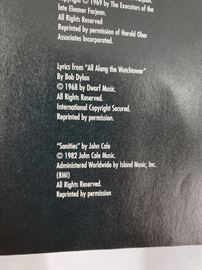 Copyright © 1969 by The Executors of the
late Eleanor Farjeon.
All Rights Reserved
Reprinted by permission of Harold Ober
Associates Incorporated.
Lyrics from "All Along the Watchtower"
By Bob Dylan
© 1968 by Dwarf Music.
All Rights Reserved.
International Copyright Secured.
Reprinted by permission.
"Sanities" by John Cale
© 1982 John Cale Music.
Administered Worldwide by Island Music, Inc.
(BMI)
All Rights Reserved.
Reprinted by permission